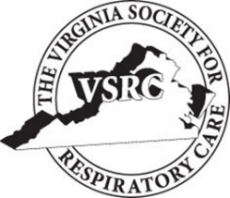 THE VIRGINIA SOCIETY FOR
VSRC
RESPIRATORY CARE